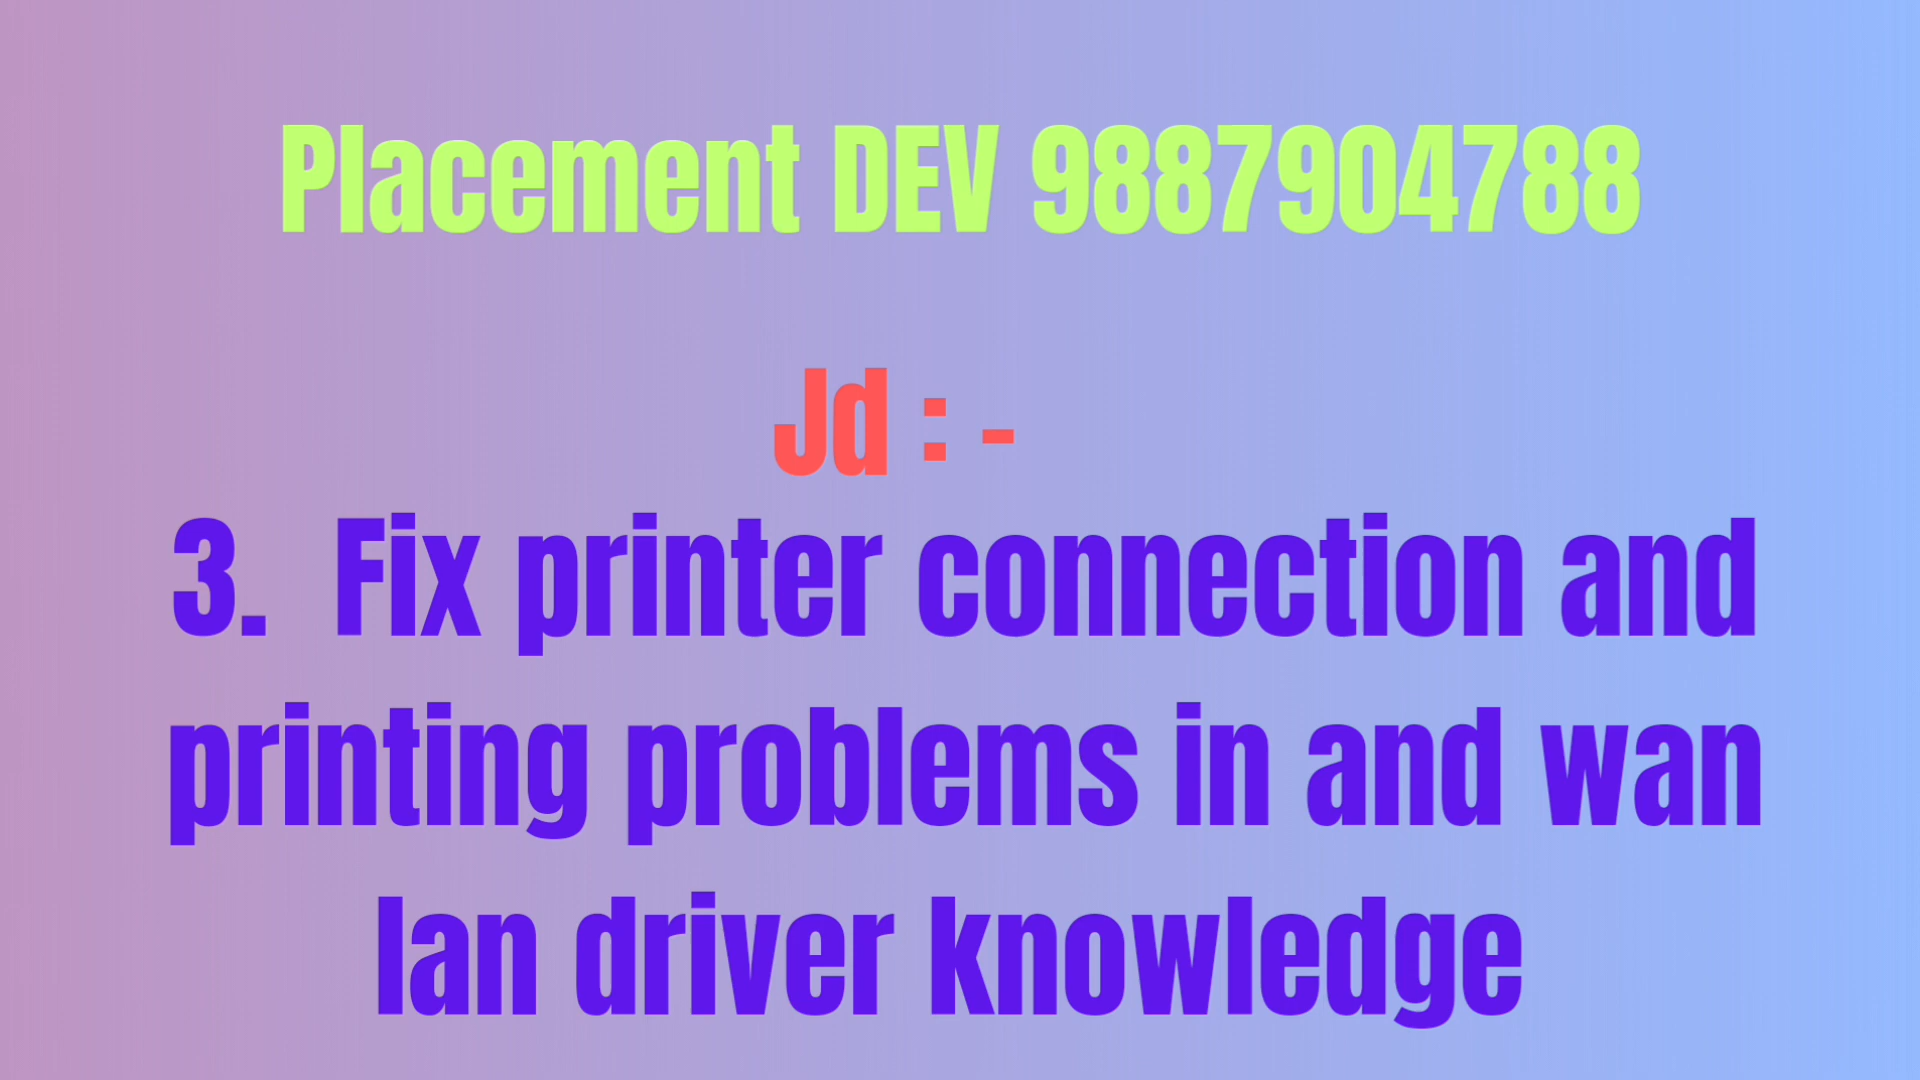 Placement DEV 9887904788
Jd : -
3. Fix printer connection and
printing problems in and wan
lan driver knowledge